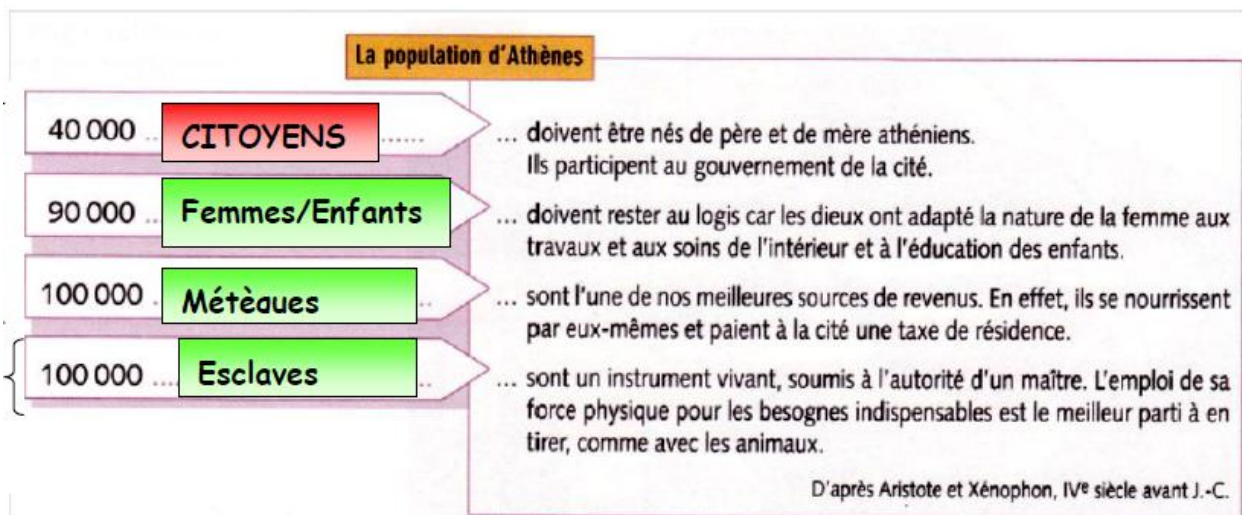 La population d'Athènes
40 000 .. CITOYENS ......
... doivent être nés de père et de mère athéniens.
Ils participent au gouvernement de la cité.
90 000 .. Femmes/Enfants
... doivent rester au logis car les dieux ont adapté la nature de la femme aux
travaux et aux soins de l'intérieur et à l'éducation des enfants.
100 000 . Métèques ..
... sont l'une de nos meilleures sources de revenus. En effet, ils se nourrissent
par eux-mêmes et paient à la cité une taxe de résidence.
100 000 .... Esclaves ..
... sont un instrument vivant, soumis à l'autorité d'un maître. L'emploi de sa
force physique pour les besognes indispensables est le meilleur parti à en
tirer, comme avec les animaux.
D'après Aristote et Xénophon, IVe siècle avant J.-C.